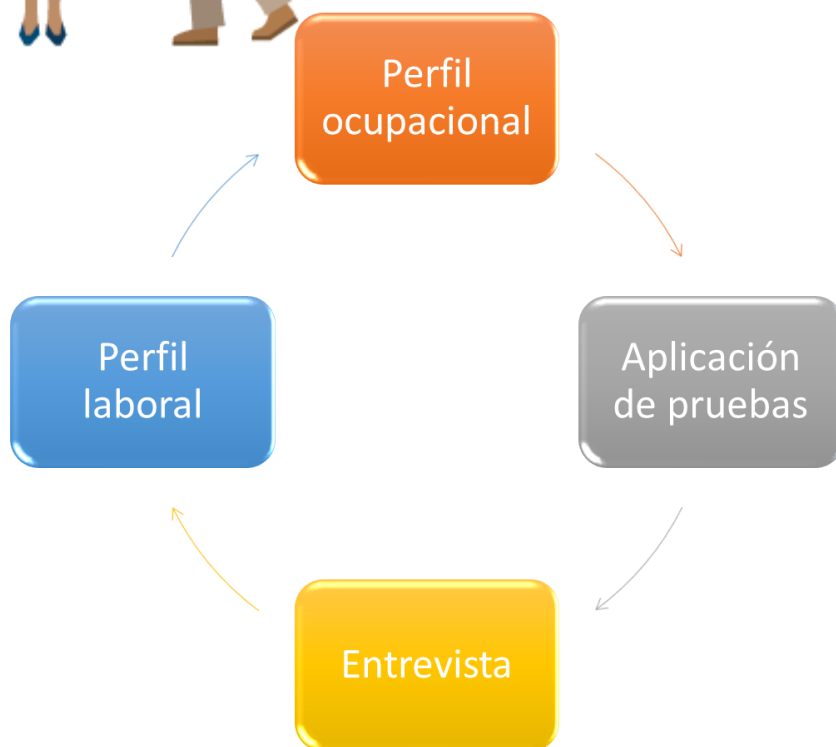 Perfil
ocupacional
Aplicación
de pruebas
Entrevista
Perfil
laboral